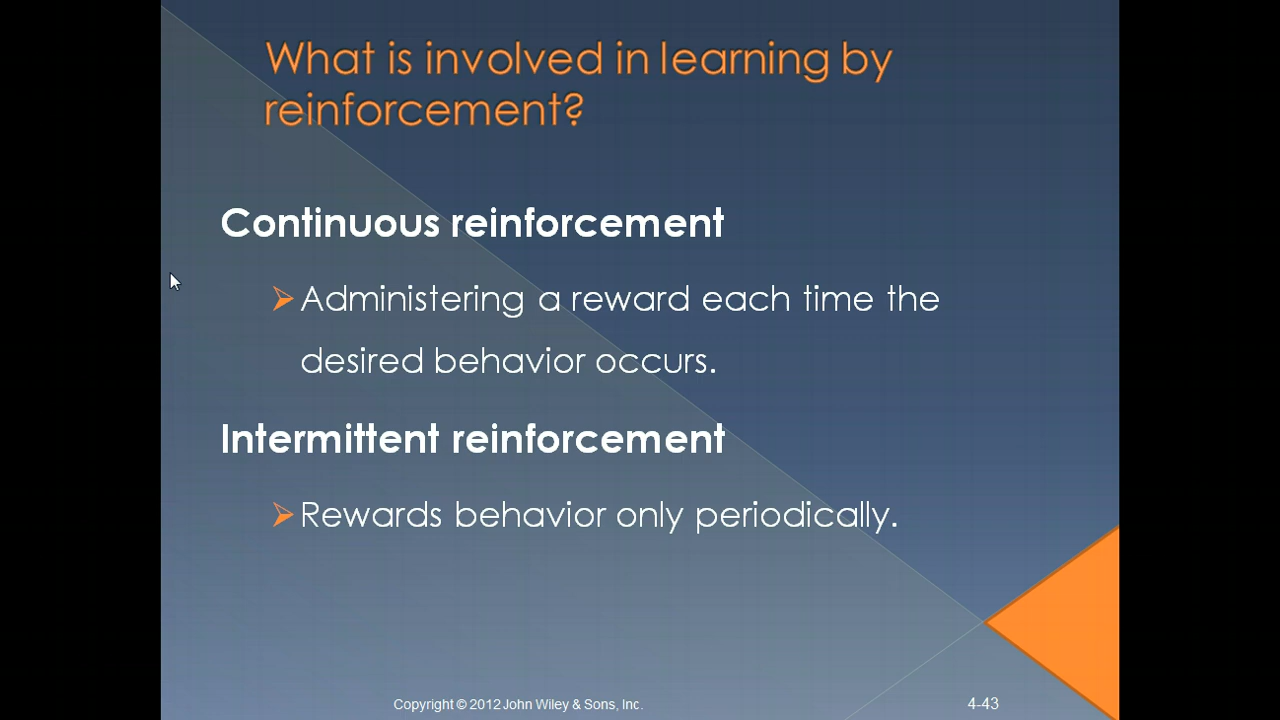 What is involved in learning by
reinforcement?
Continuous reinforcement
Administering a reward each time the
desired behavior occurs.
Intermittent reinforcement
Rewards behavior only periodically.
Copyright © 2012 John Wiley & Sons, Inc.
4-43